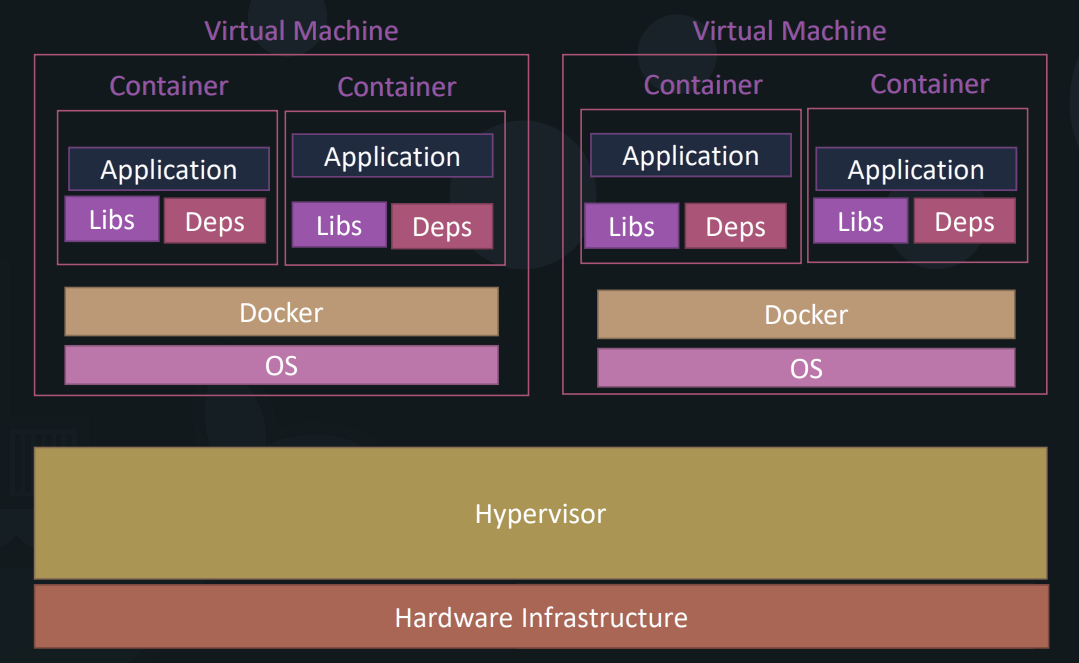 Virtual Machine
Virtual Machine
Container
Container
Container
Container
Application
Application
Application
Application
Libs
Deps
Libs
Deps
Libs
Deps
Libs
Deps
Docker
Docker
OS
OS
Hypervisor
Hardware Infrastructure